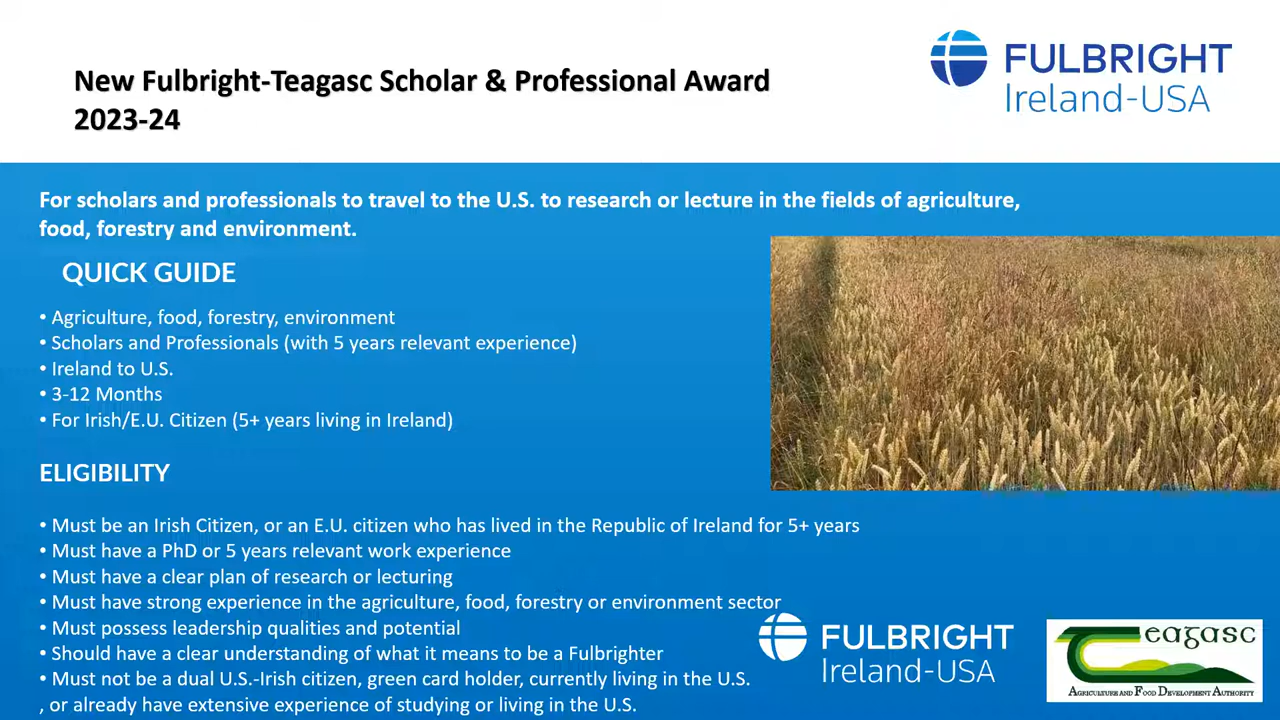 New Fulbright-Teagasc Scholar & Professional Award
2023-24
FULBRIGHT
Ireland-USA
For scholars and professionals to travel to the U.S. to research or lecture in the fields of agriculture,
food, forestry and environment.
QUICK GUIDE
• Agriculture, food, forestry, environment
• Scholars and Professionals (with 5 years relevant experience)
• Ireland to U.S.
• 3-12 Months
• For Irish/E.U. Citizen (5+ years living in Ireland)
ELIGIBILITY
• Must be an Irish Citizen, or an E.U. citizen who has lived in the Republic of Ireland for 5+ years
• Must have a PhD or 5 years relevant work experience
• Must have a clear plan of research or lecturing
• Must have strong experience in the agriculture, food, forestry or environment sector
• Must possess leadership qualities and potential
• Should have a clear understanding of what it means to be a Fulbrighter
• Must not be a dual U.S.-Irish citizen, green card holder, currently living in the U.S.
, or already have extensive experience of studying or living in the U.S.
FULBRIGHT
Ireland-USA
Teagasc
AGRICULTURE AND FOOD DEVELOPMENT AUTHORITY